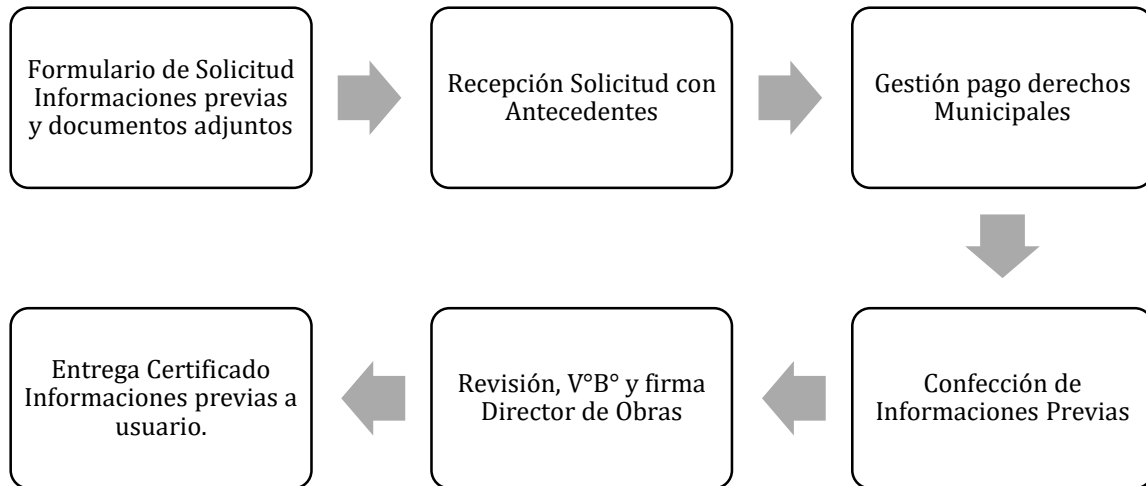 Formulario de Solicitud
Informaciones previas
y documentos adjuntos
Recepción Solicitud con
Antecedentes
Gestión pago derechos
Municipales
Confección de
Informaciones Previas
Revisión, V°B° y firma
Director de Obras
Entrega Certificado
Informaciones previas a
usuario.